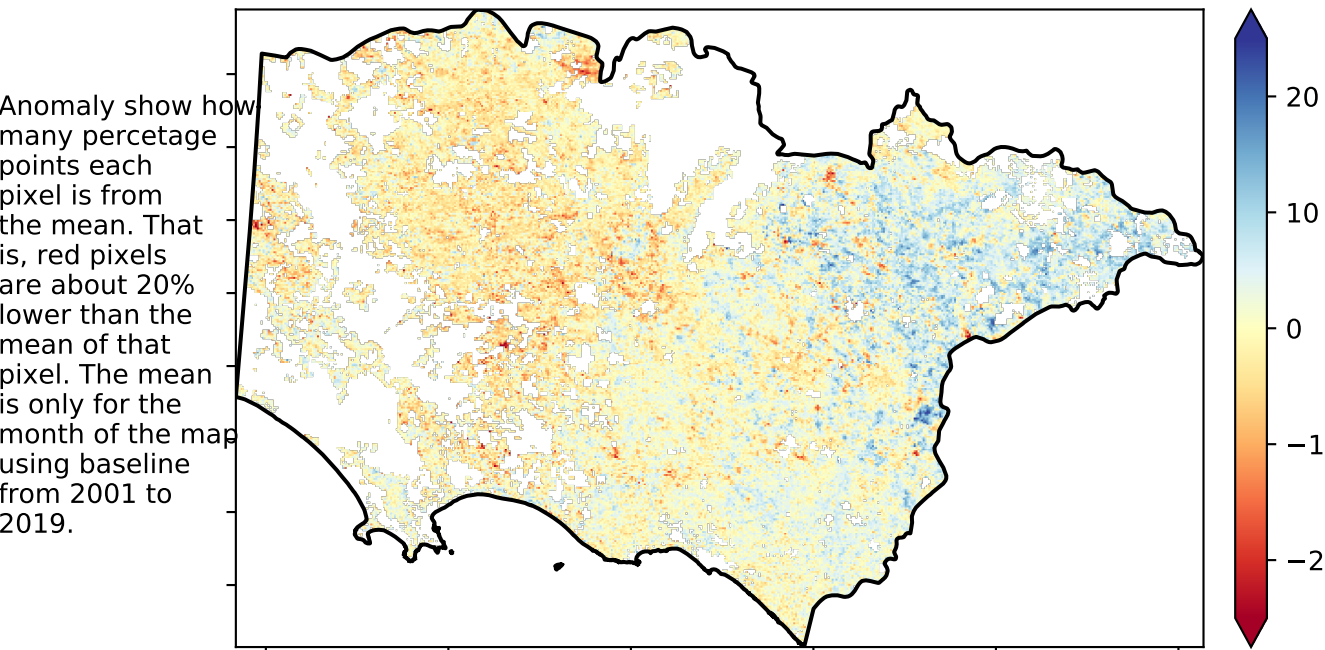 Anomaly show how
many percetage
points each
pixel is from
the mean. That
is, red pixels
are about 20%
lower than the
mean of that
pixel. The mean
is only for the
month of the map
using baseline
from 2001 to
2019.
20
10
0
−1
−2